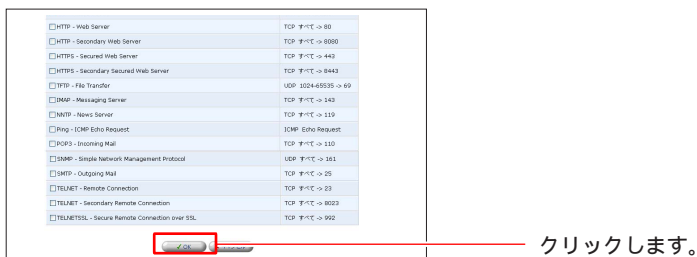 HTTP - Web Server TCP すべて -> 80
HTTP - Secondary Web Server TCP すべて -> 8080
HTTPS - Secured Web Server TCP すべて -> 443
HTTPS - Secondary Secured Web Server TCP すべて -> 8443
TFTP - File Transfer UDP 1024-65535 -> 69
IMAP - Messaging Server TCP すべて -> 143
NNTP - News Server TCP すべて -> 119
Ping - ICMP Echo Request ICMP Echo Request
POP3 - Incoming Mail TCP すべて -> 110
SNMP - Simple Network Management Protocol UDP すべて -> 161
SMTP - Outgoing Mail TCP すべて -> 25
TELNET - Remote Connection TCP すべて -> 23
TELNET - Secondary Remote Connection TCP すべて -> 8023
TELNETSSL - Secure Remote Connection over SSL TCP すべて -> 992
OK
クリックします。